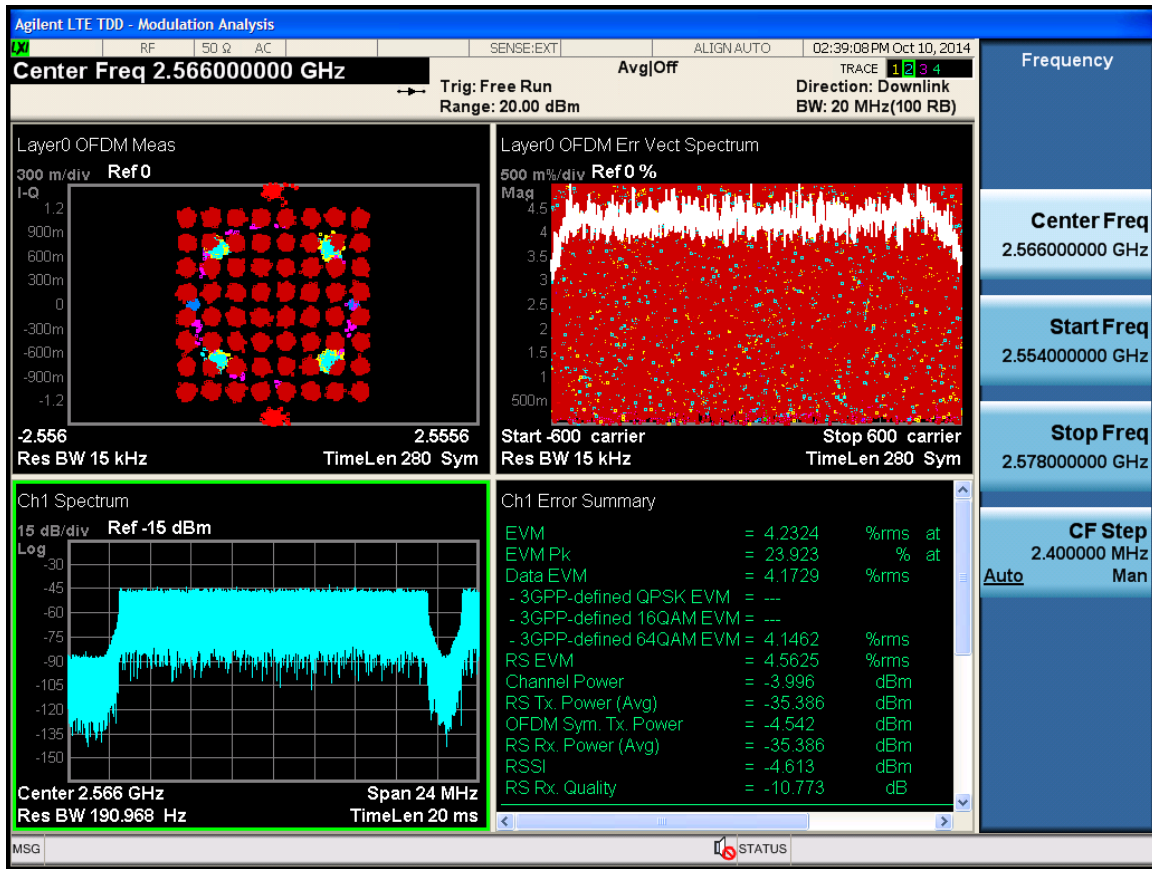 Agilent LTE TDD - Modulation Analysis
LXI RF 50 Ω AC SENSE:EXT ALIGN AUTO 02:39:08 PM Oct 10, 2014
Center Freq 2.566000000 GHz
Avg|Off
TRACE 1 2 3 4
Trig: Free Run
Direction: Downlink
Range: 20.00 dBm
BW: 20 MHz(100 RB)
Layer0 OFDM Meas
300 m/div Ref 0
I-Q
1.2
900m
600m
300m
0
-300m
-600m
-900m
-1.2
-2.556 2.5556
Res BW 15 kHz TimeLen 280 Sym
Layer0 OFDM Err Vect Spectrum
500 m%/div Ref 0 %
Mag
4.5
4
3.5
3
2.5
2
1.5
1
500m
Start -600 carrier Stop 600 carrier
Res BW 15 kHz TimeLen 280 Sym
Ch1 Spectrum
15 dB/div Ref -15 dBm
Log
-30
-45
-60
-75
-90
-105
-120
-135
-150
Center 2.566 GHz Span 24 MHz
Res BW 190.968 Hz TimeLen 20 ms
Ch1 Error Summary
EVM = 4.2324 %rms at
EVM Pk = 23.923 % at
Data EVM = 4.1729 %rms
- 3GPP-defined QPSK EVM = ---
- 3GPP-defined 16QAM EVM = ---
- 3GPP-defined 64QAM EVM = 4.1462 %rms
RS EVM = 4.5625 %rms
Channel Power = -3.996 dBm
RS Tx. Power (Avg) = -35.386 dBm
OFDM Sym. Tx. Power = -4.542 dBm
RS Rx. Power (Avg) = -35.386 dBm
RSSI = -4.613 dBm
RS Rx. Quality = -10.773 dB
Frequency
Center Freq
2.566000000 GHz
Start Freq
2.554000000 GHz
Stop Freq
2.578000000 GHz
CF Step
2.400000 MHz
Auto Man
MSG STATUS